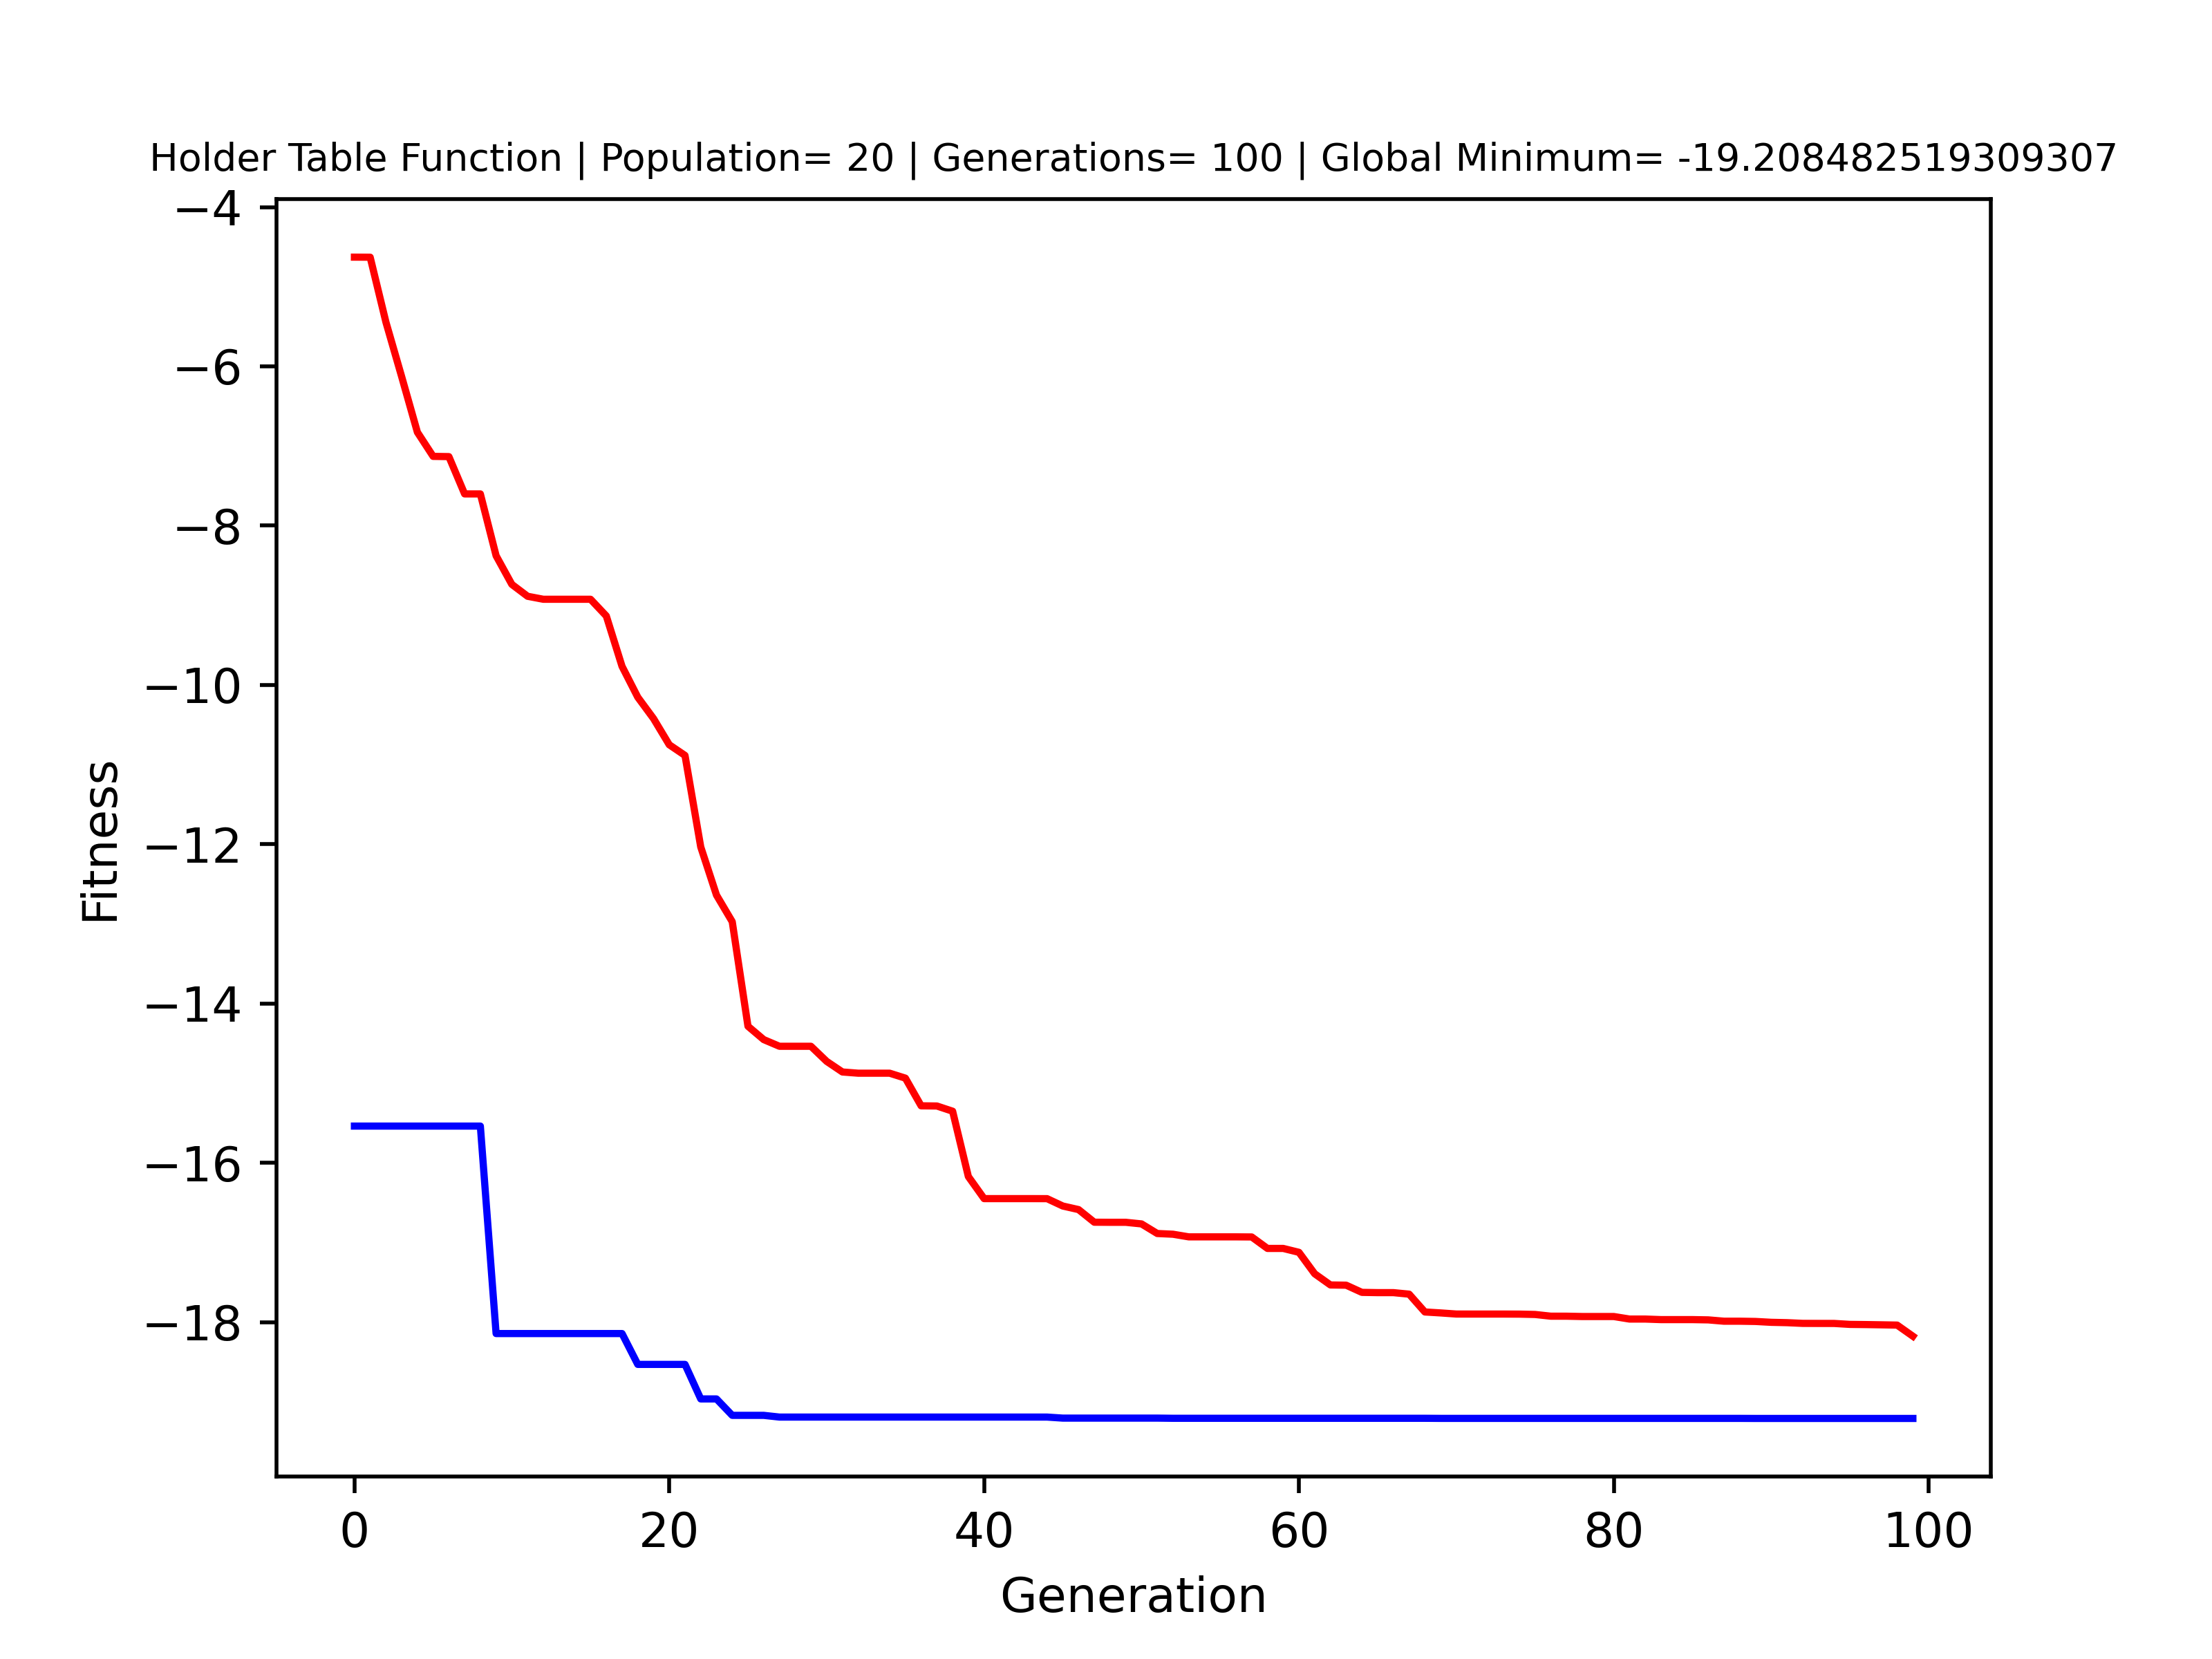 Holder Table Function | Population= 20 | Generations= 100 | Global Minimum= -19.208482519309307
−4
−6
−8
−10
−12
−14
−16
−18
Fitness
0 20 40 60 80 100
Generation